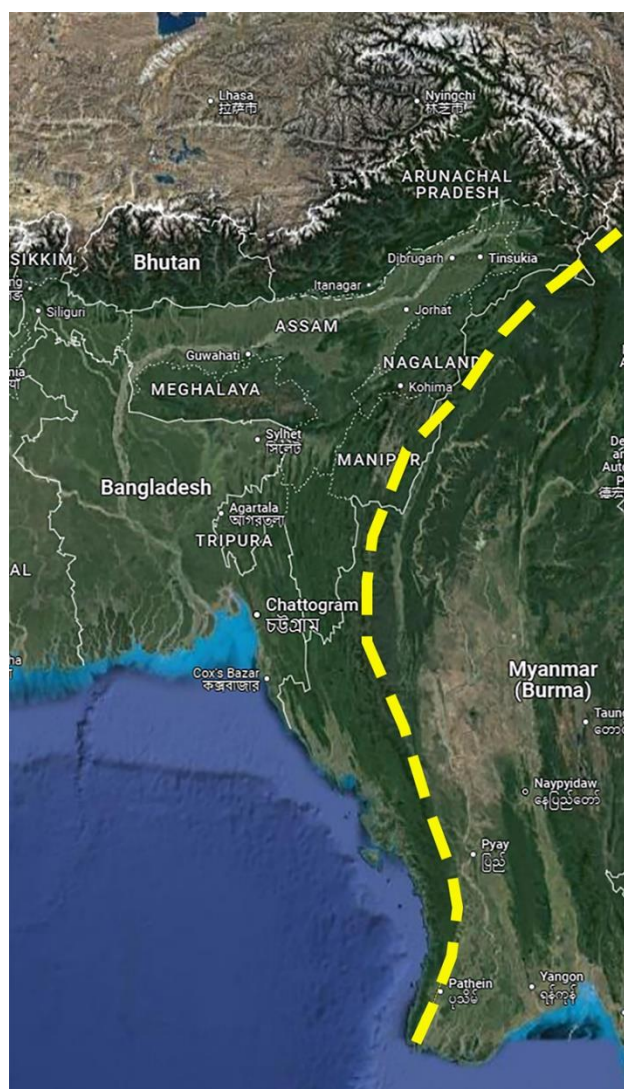 Lhasa
拉萨市
Nyingchi
林芝市
ARUNACHAL
PRADESH
SIKKIM
Bhutan
Dibrugarh
Tinsukia
Itanagar
Siliguri
ASSAM
Jorhat
Guwahati
NAGALAND
MEGHALAYA
Kohima
Sylhet
সিলেট
MANIPUR
Bangladesh
Agartala
আগরতলা
TRIPURA
Chattogram
চট্টগ্রাম
Cox's Bazar
কক্সবাজার
Myanmar
(Burma)
Naypyidaw
နေပြည်တော်
Pyay
ပြည်
Pathein
ပုသိမ်
Yangon
ရန်ကုန်